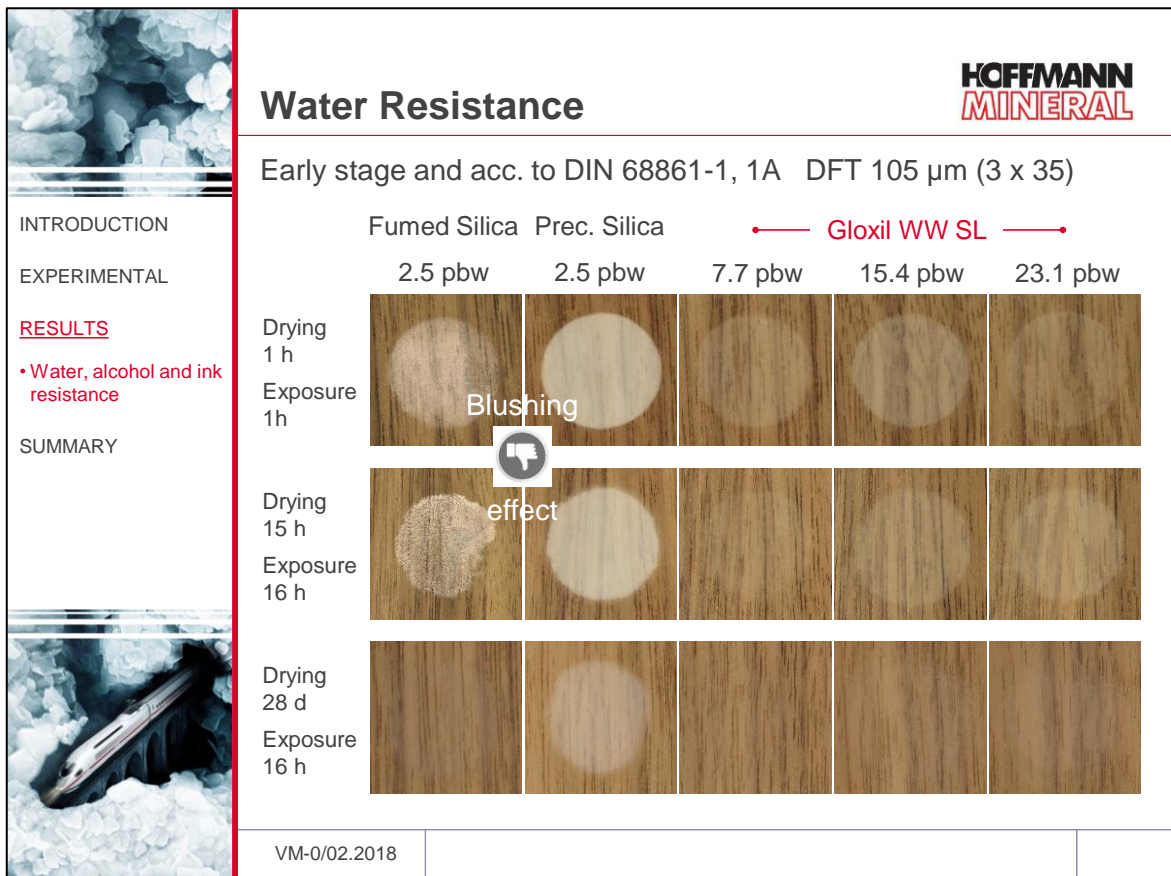 HOFFMANN
MINERAL
Water Resistance
Early stage and acc. to DIN 68861-1, 1A DFT 105 µm (3 x 35)
INTRODUCTION
EXPERIMENTAL
RESULTS
• Water, alcohol and ink
resistance
SUMMARY
Fumed Silica Prec. Silica Gloxil WW SL
2.5 pbw 2.5 pbw 7.7 pbw 15.4 pbw 23.1 pbw
Drying
1 h
Exposure
1h
Blushing
effect
Drying
15 h
Exposure
16 h
Drying
28 d
Exposure
16 h
VM-0/02.2018